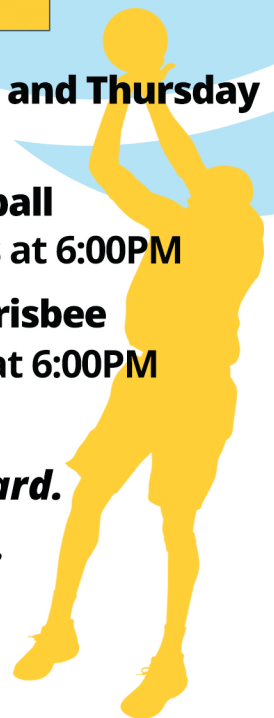 and Thursday
ball
at 6:00PM
risbee
at 6:00PM
ard.